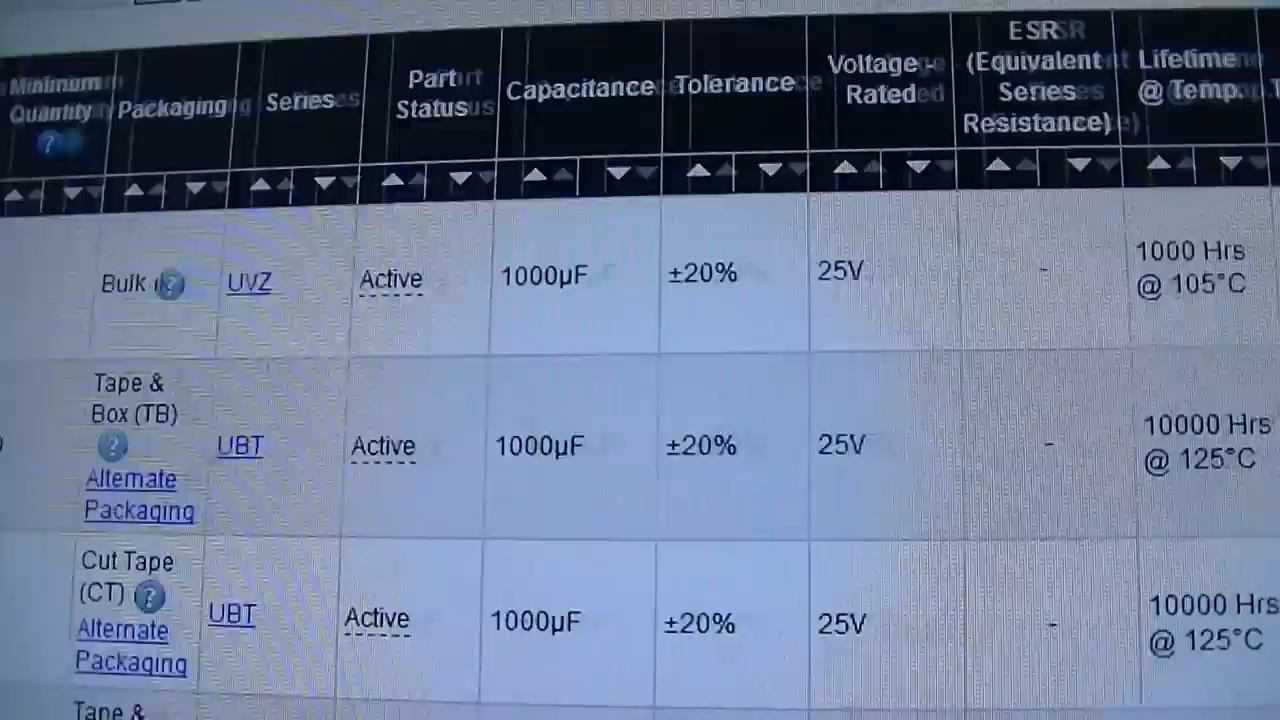 Minimum
Quantity
?
Packaging
Series
Part
Status
Capacitance
Tolerance
Voltage -
Rated
ESR
(Equivalent
Series
Resistance)
Lifetime
@ Temp.
Bulk
?
UVZ
Active
1000µF
±20%
25V
-
1000 Hrs
@ 105°C
Tape &
Box (TB)
?
Alternate
Packaging
UBT
Active
1000µF
±20%
25V
-
10000 Hrs
@ 125°C
Cut Tape
(CT) ?
Alternate
Packaging
UBT
Active
1000µF
±20%
25V
-
10000 Hrs
@ 125°C
Tape &